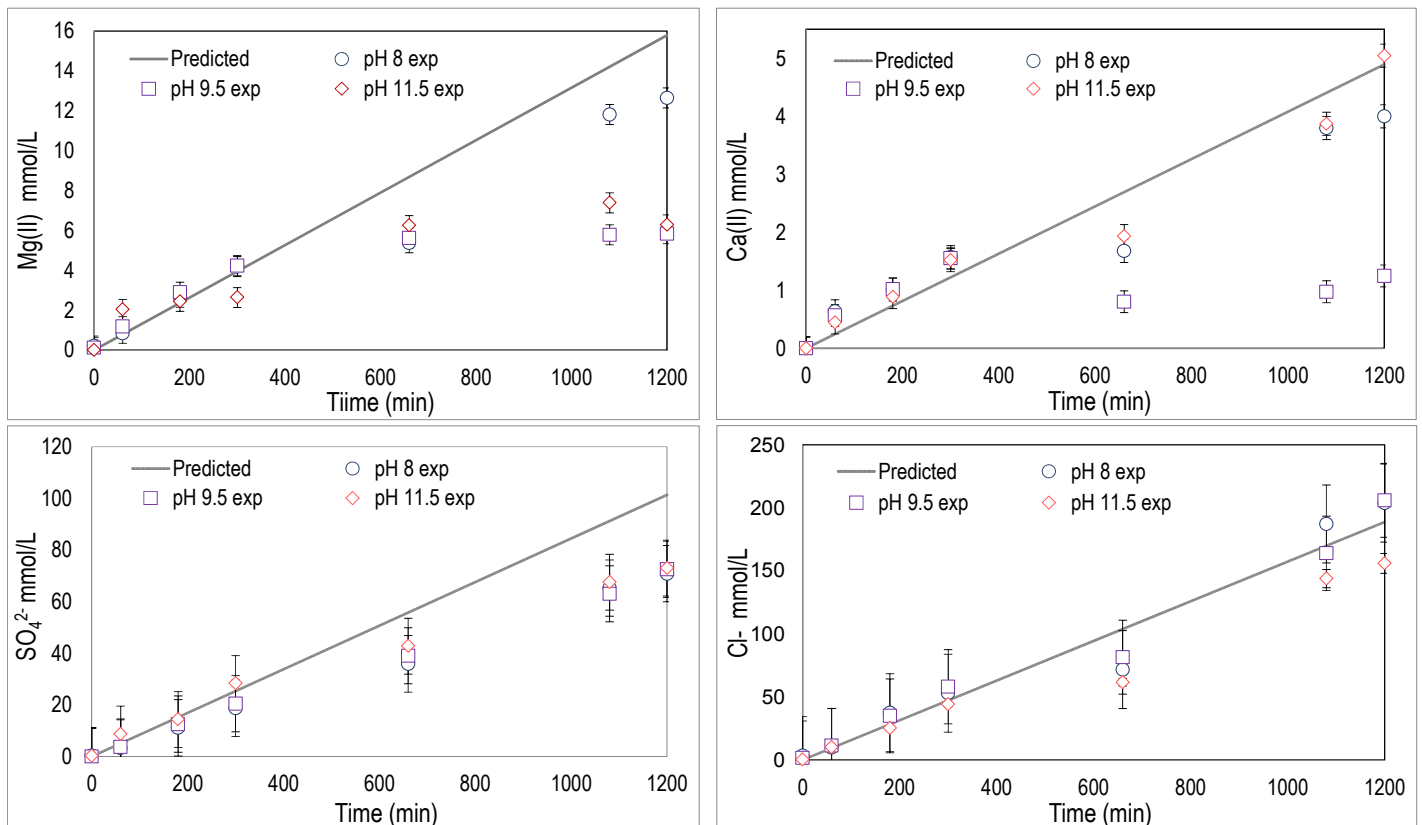 Mg(II) mmol/L
16
14
12
10
8
6
4
2
0
Predicted
pH 8 exp
pH 9.5 exp
pH 11.5 exp
0 200 400 600 800 1000 1200
Tiime (min)
Ca(II) mmol/L
5
4
3
2
1
0
Predicted
pH 8 exp
pH 9.5 exp
pH 11.5 exp
0 200 400 600 800 1000 1200
Time (min)
SO₄²⁻ mmol/L
120
100
80
60
40
20
0
Predicted
pH 8 exp
pH 9.5 exp
pH 11.5 exp
0 200 400 600 800 1000 1200
Time (min)
Cl- mmol/L
250
200
150
100
50
0
Predicted
pH 8 exp
pH 9.5 exp
pH 11.5 exp
0 200 400 600 800 1000 1200
Time (min)